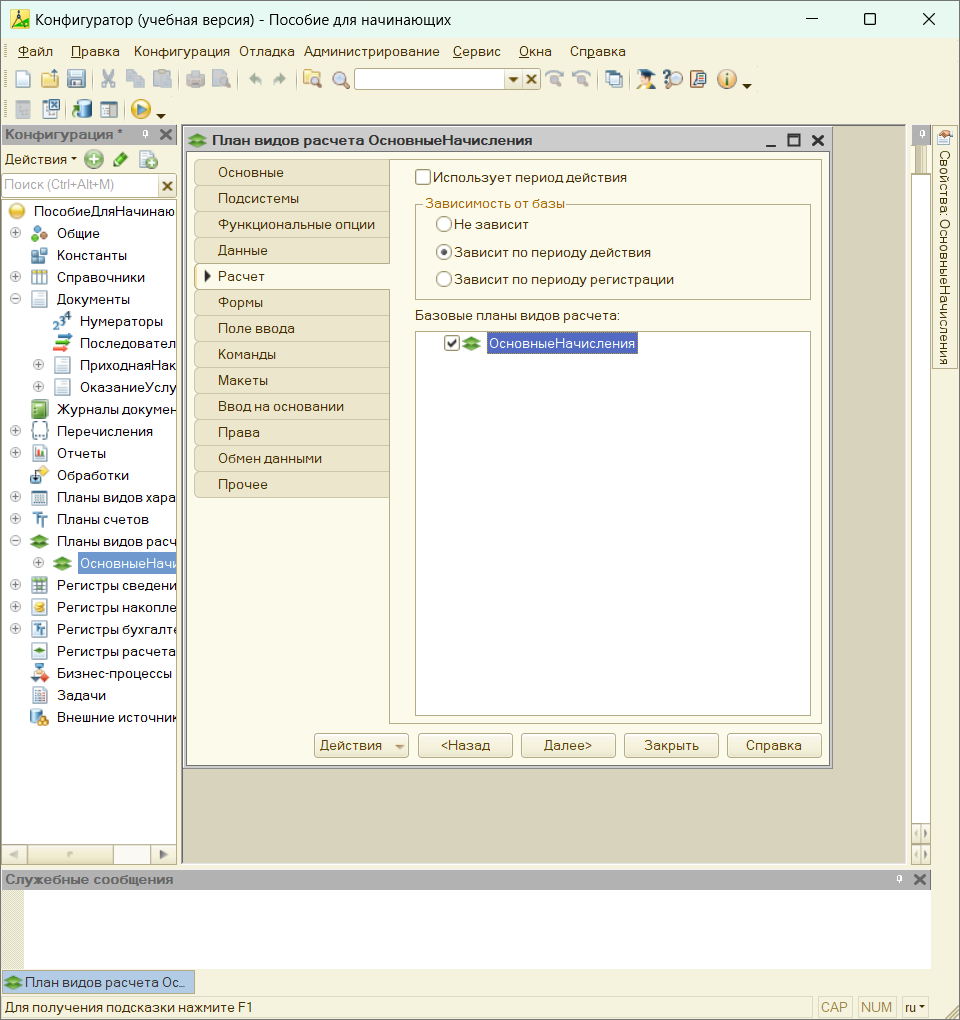 Конфигуратор (учебная версия) - Пособие для начинающих
Файл Правка Конфигурация Отладка Администрирование Сервис Окна Справка
Конфигурация *
Действия
Поиск (Ctrl+Alt+M)
ПособиеДляНачинаю
Общие
Константы
Справочники
Документы
Нумераторы
Последовател
ПриходнаяНак
ОказаниеУслу
Журналы докумен
Перечисления
Отчеты
Обработки
Планы видов хара
Планы счетов
Планы видов расч
ОсновныеНачи
Регистры сведени
Регистры накопле
Регистры бухгалте
Регистры расчета
Бизнес-процессы
Задачи
Внешние источник
План видов расчета ОсновныеНачисления
Основные
Подсистемы
Функциональные опции
Данные
Расчет
Формы
Поле ввода
Команды
Макеты
Ввод на основании
Права
Обмен данными
Прочее
Использует период действия
Зависимость от базы
Не зависит
Зависит по периоду действия
Зависит по периоду регистрации
Базовые планы видов расчета:
ОсновныеНачисления
Действия <Назад Далее> Закрыть Справка
Свойства: ОсновныеНачисления
Служебные сообщения
План видов расчета Ос...
Для получения подсказки нажмите F1 CAP NUM ru